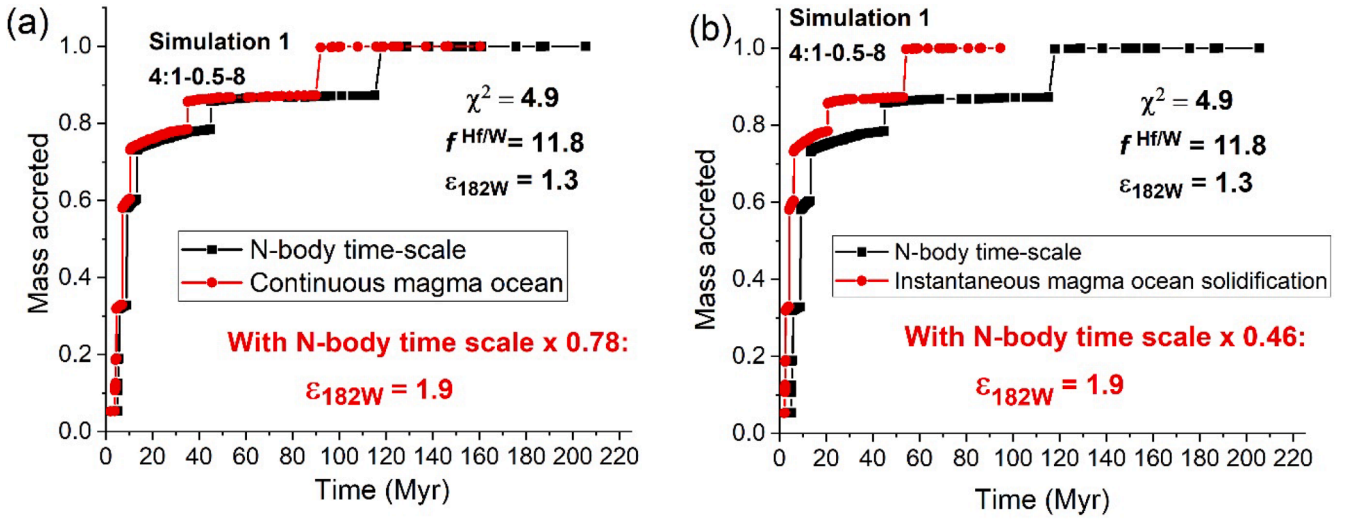 (a)
Simulation 1
4:1-0.5-8
χ² = 4.9
f Hf/W = 11.8
ε182W = 1.3
N-body time-scale
Continuous magma ocean
With N-body time scale x 0.78:
ε182W = 1.9
Mass accreted
1.0
0.8
0.6
0.4
0.2
0.0
0 20 40 60 80 100 120 140 160 180 200 220
Time (Myr)
(b)
Simulation 1
4:1-0.5-8
χ² = 4.9
f Hf/W = 11.8
ε182W = 1.3
N-body time-scale
Instantaneous magma ocean solidification
With N-body time scale x 0.46:
ε182W = 1.9
Mass accreted
1.0
0.8
0.6
0.4
0.2
0.0
0 20 40 60 80 100 120 140 160 180 200 220
Time (Myr)